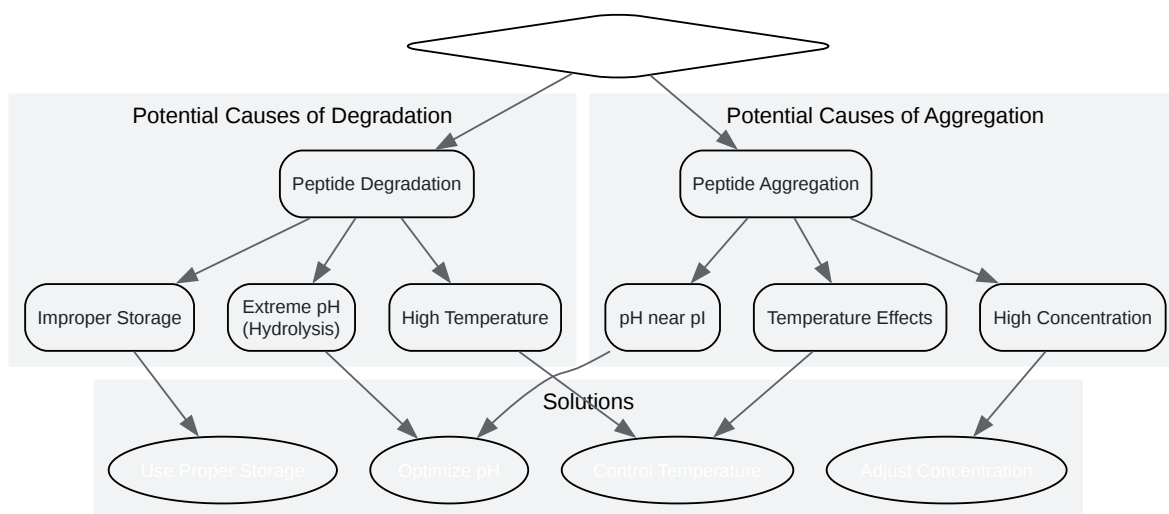 Potential Causes of Degradation
Potential Causes of Aggregation
Peptide Degradation
Peptide Aggregation
Improper Storage
Extreme pH
(Hydrolysis)
High Temperature
pH near pI
Temperature Effects
High Concentration
Solutions
Use Proper Storage
Optimize pH
Control Temperature
Adjust Concentration